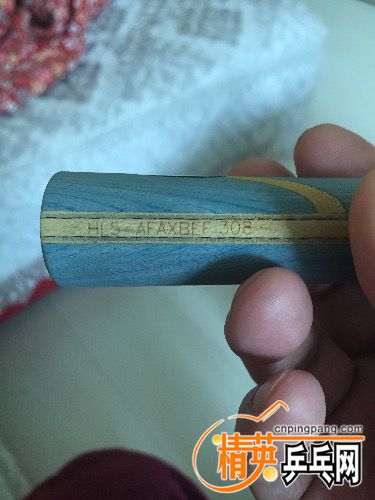 HL5-AFAXBEF 308
cnpingpang.com
精英乒乓网